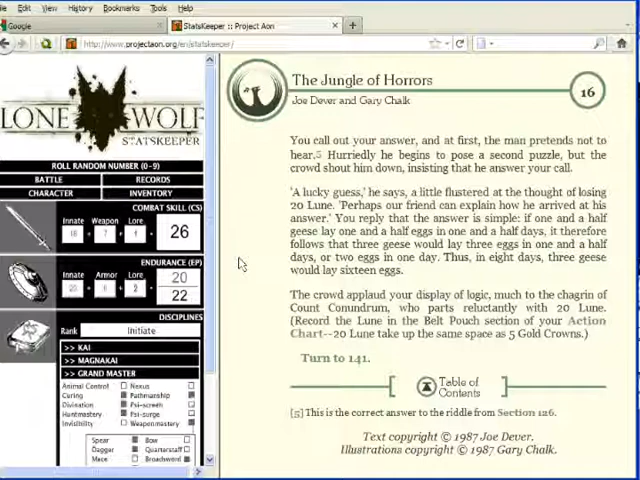 Edit View History Bookmarks Tools Help
Google
StatsKeeper :: Project Aon
http://www.projectaon.org/en/statskeeper/
LONE WOLF
STATSKEEPER
ROLL RANDOM NUMBER (0-9)
BATTLE RECORDS
CHARACTER INVENTORY
COMBAT SKILL (CS)
Innate Weapon Lore
26
ENDURANCE (EP)
Innate Armor Lore
20
22
DISCIPLINES
Rank Initiate
>> KAI
>> MAGNAKAI
>> GRAND MASTER
Animal Control Nexus
Curing Pathmanship
Divination Psi-screen
Huntmastery Psi-surge
Invisibility Weaponmastery
Spear Bow
Dagger Quarterstaff
Mace Broadsword
The Jungle of Horrors
Joe Dever and Gary Chalk
16
You call out your answer, and at first, the man pretends not to
hear.5 Hurriedly he begins to pose a second puzzle, but the
crowd shout him down, insisting that he answer your call.
'A lucky guess,' he says, a little flustered at the thought of losing
20 Lune. 'Perhaps our friend can explain how he arrived at his
answer.' You reply that the answer is simple: if one and a half
geese lay one and a half eggs in one and a half days, it therefore
follows that three geese would lay three eggs in one and a half
days, or two eggs in one day. Thus, in eight days, three geese
would lay sixteen eggs.
The crowd applaud your display of logic, much to the chagrin of
Count Conundrum, who parts reluctantly with 20 Lune.
(Record the Lune in the Belt Pouch section of your Action
Chart--20 Lune take up the same space as 5 Gold Crowns.)
Turn to 141.
Table of
Contents
[5] This is the correct answer to the riddle from Section 126.
Text copyright © 1987 Joe Dever.
Illustrations copyright © 1987 Gary Chalk.